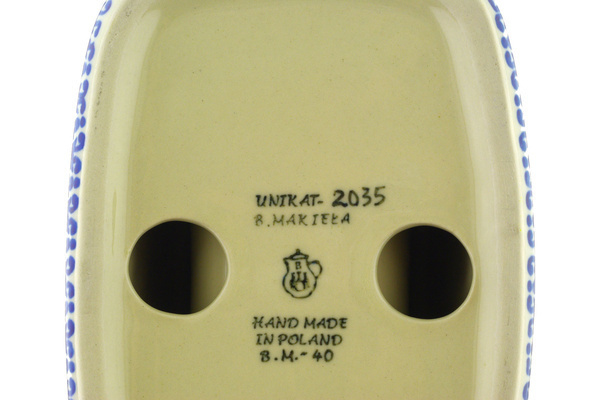 UNIKAT- 2035
B. MAKIEŁA
B
HAND MADE
IN POLAND
B.M.- 40